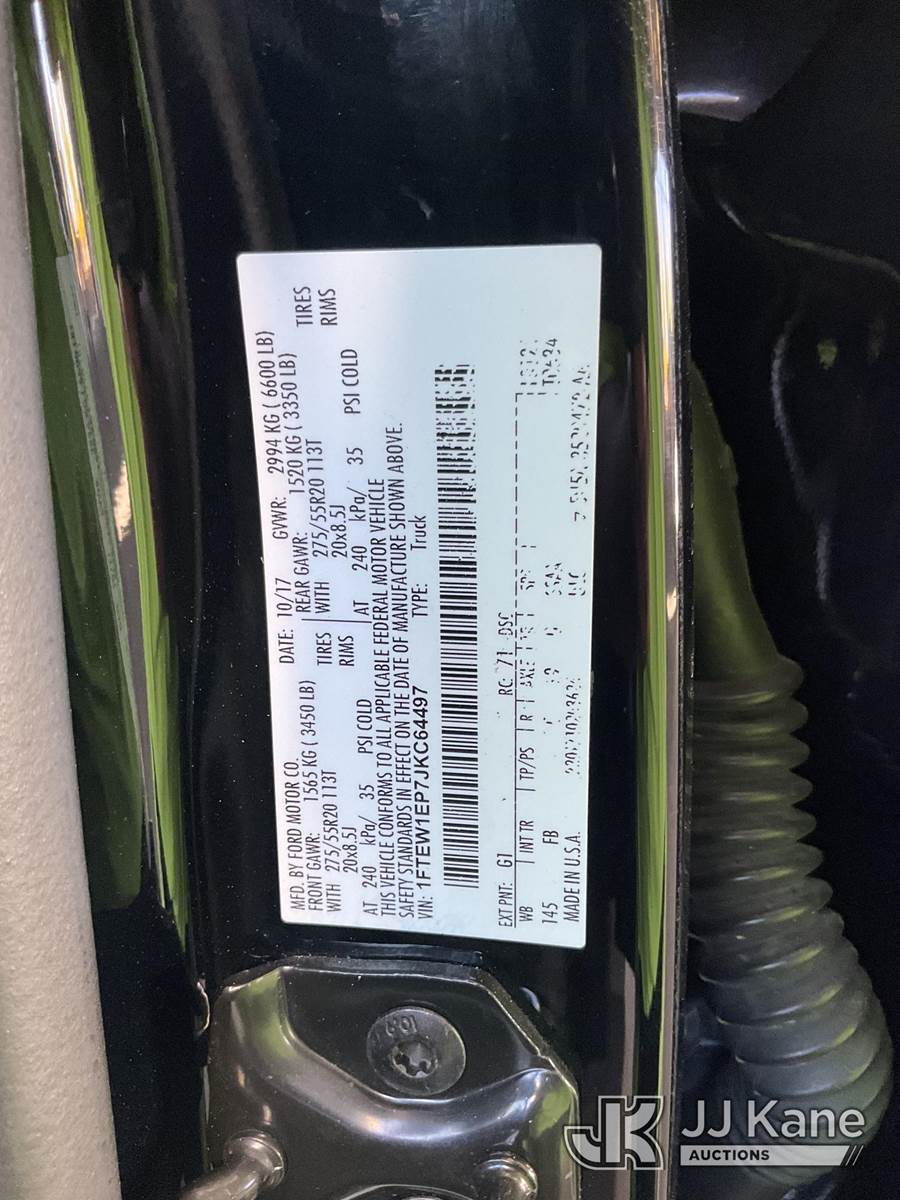 MFD. BY FORD MOTOR CO.
DATE: 10/17 GVWR: 2994 KG ( 6600 LB)
FRONT GAWR: 1565 KG ( 3450 LB) REAR GAWR: 1520 KG ( 3350 LB)
WITH 275/55R20 113T TIRES WITH 275/55R20 113T TIRES
20x8.5J RIMS 20x8.5J RIMS
AT 240 kPa/ 35 PSI COLD AT 240 kPa/ 35 PSI COLD
THIS VEHICLE CONFORMS TO ALL APPLICABLE FEDERAL MOTOR VEHICLE
SAFETY STANDARDS IN EFFECT ON THE DATE OF MANUFACTURE SHOWN ABOVE.
VIN: 1FTEW1EP7JKC64497 TYPE: Truck
EXT PNT: G1 RC: 71 DSO:
WB INT TR TP/PS R AXLE
145 FB
MADE IN U.S.A.
JK JJ Kane
AUCTIONS